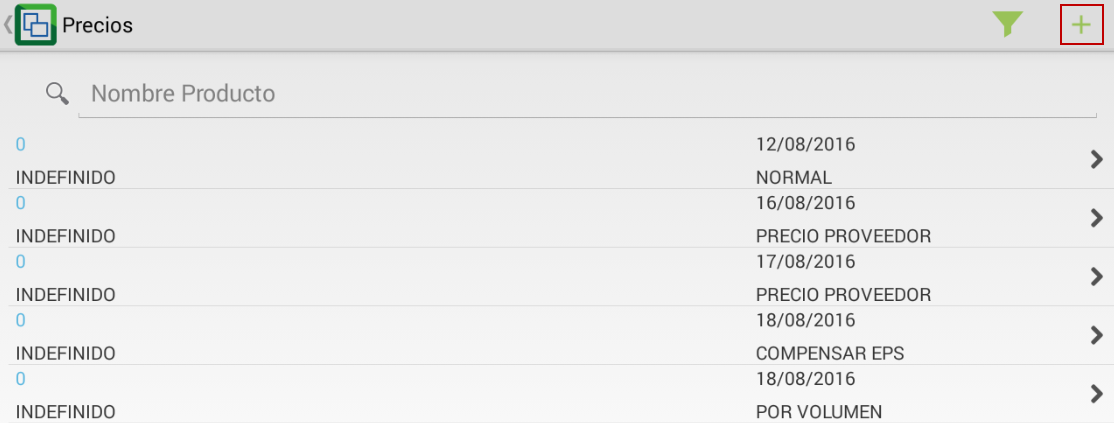 Precios
Nombre Producto
0 12/08/2016
INDEFINIDO NORMAL
0 16/08/2016
INDEFINIDO PRECIO PROVEEDOR
0 17/08/2016
INDEFINIDO PRECIO PROVEEDOR
0 18/08/2016
INDEFINIDO COMPENSAR EPS
0 18/08/2016
INDEFINIDO POR VOLUMEN